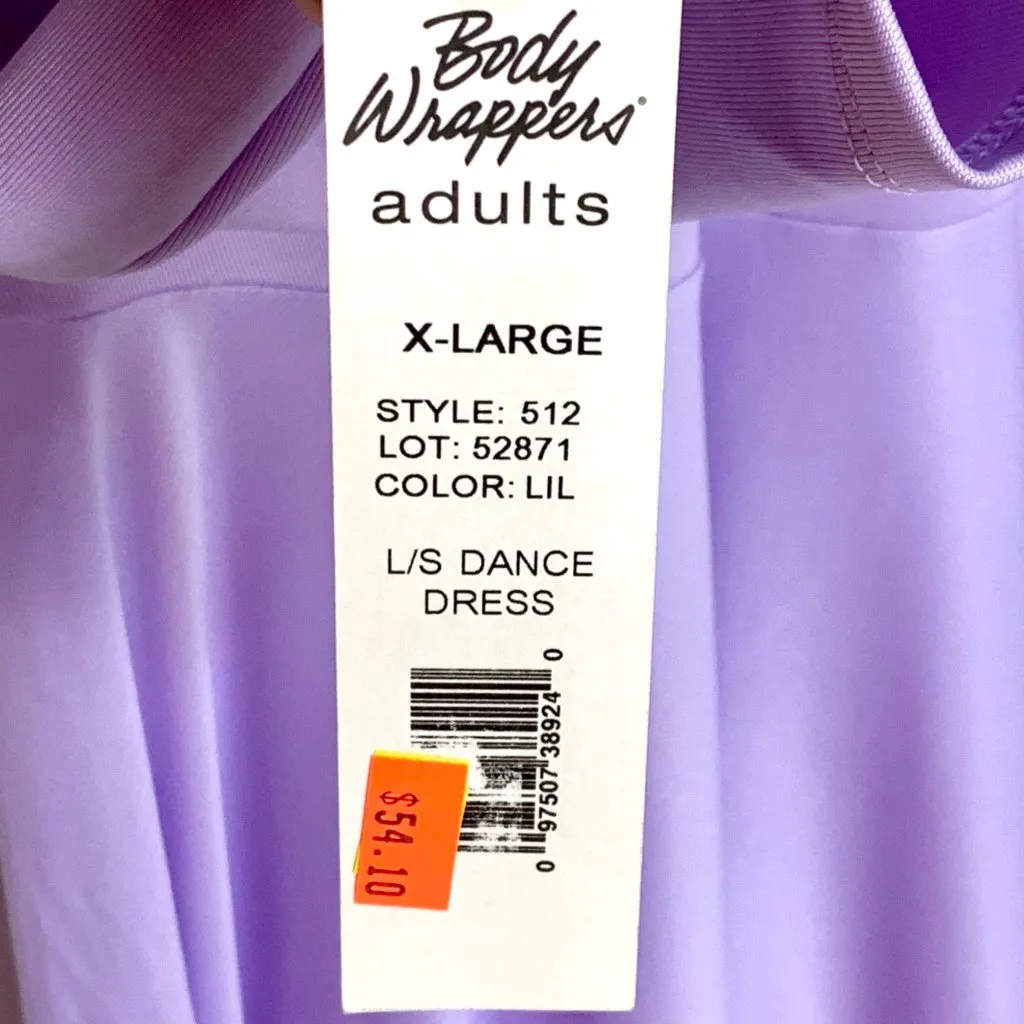 Body
Wrappers®
adults
X-LARGE
STYLE: 512
LOT: 52871
COLOR: LIL
L/S DANCE
DRESS
0 97507 38924 0
$54.10